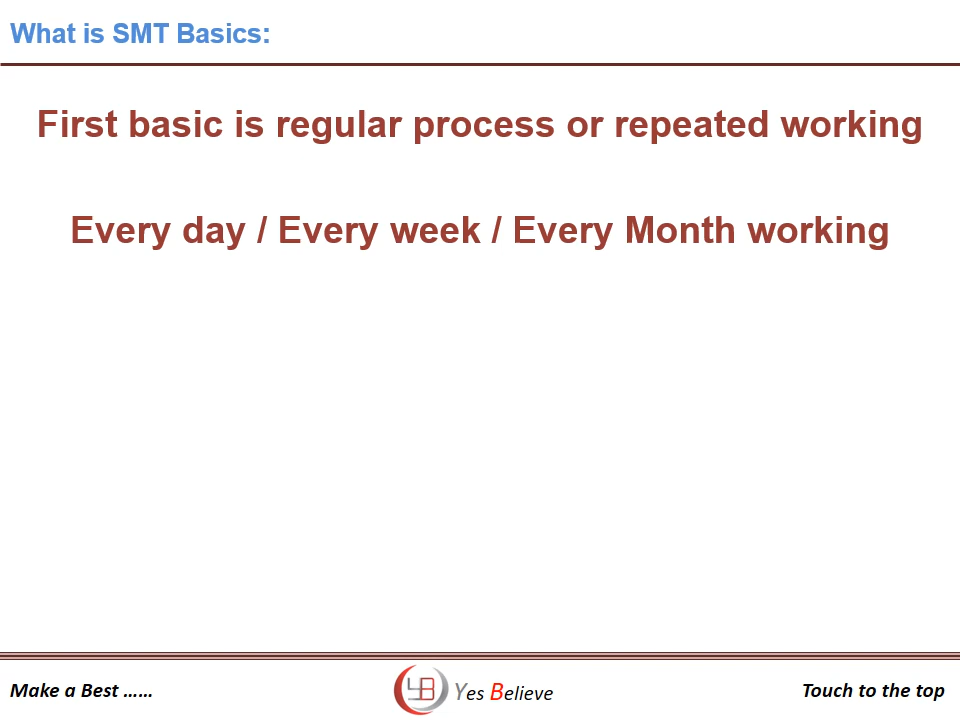 What is SMT Basics:
First basic is regular process or repeated working
Every day / Every week / Every Month working
Make a Best ......
YB Yes Believe
Touch to the top